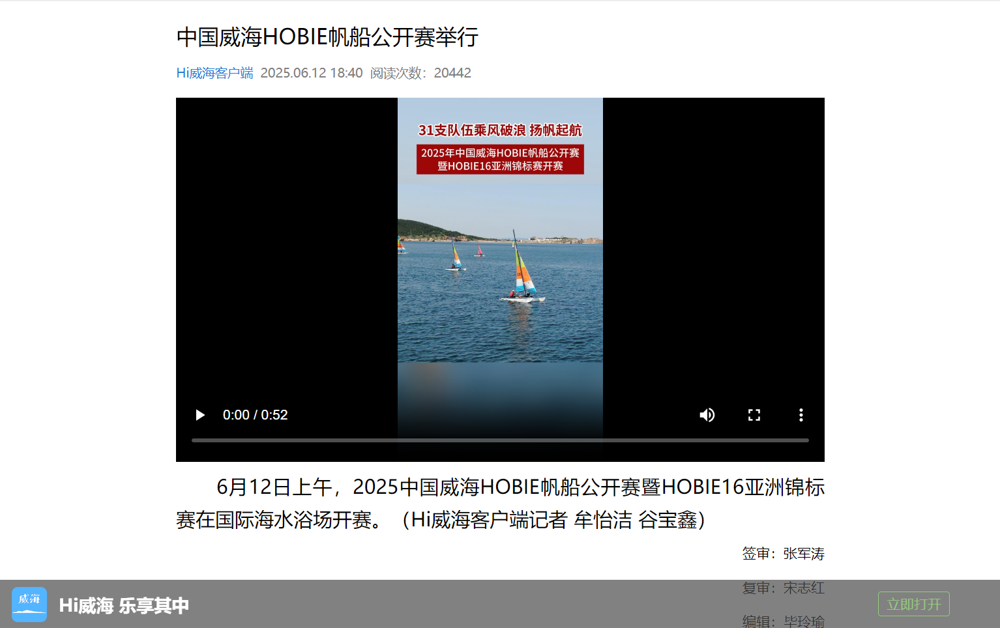 中国威海HOBIE帆船公开赛举行
Hi威海客户端 2025.06.12 18:40 阅读次数：20442
31支队伍乘风破浪 扬帆起航
2025年中国威海HOBIE帆船公开赛
暨HOBIE16亚洲锦标赛开赛
0:00 / 0:52
6月12日上午，2025中国威海HOBIE帆船公开赛暨HOBIE16亚洲锦标
赛在国际海水浴场开赛。（Hi威海客户端记者 牟怡洁 谷宝鑫）
签审：张军涛
复审：宋志红
威海
Hi威海 乐享其中
立即打开
编辑：毕玲瑜